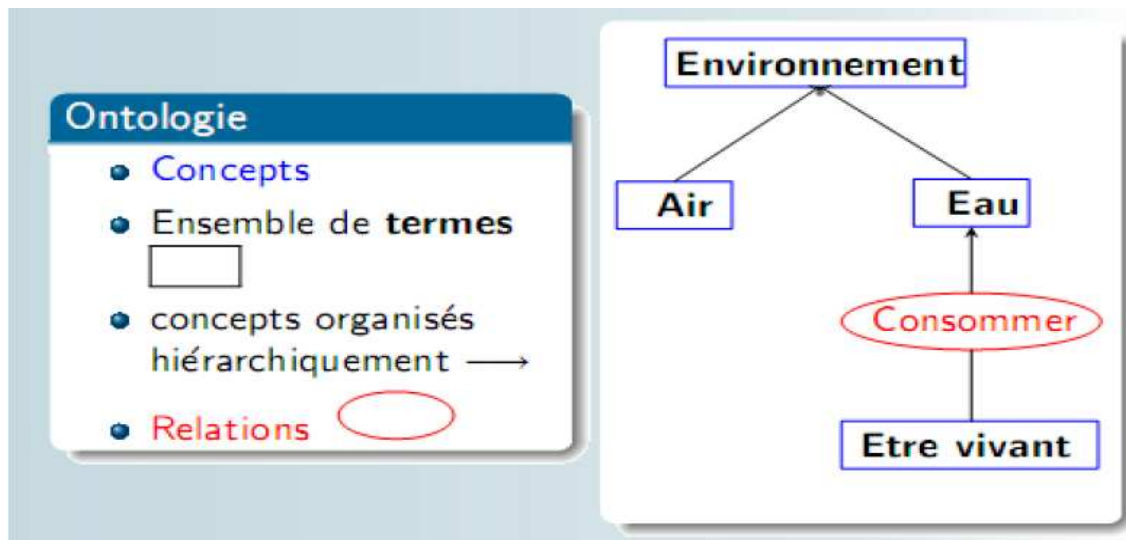 Ontologie
Concepts
Ensemble de termes
concepts organisés
hiérarchiquement
Relations
Environnement
Air
Eau
Consommer
Etre vivant